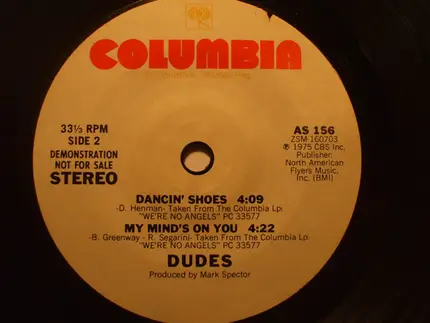 COLUMBIA
33⅓ RPM
SIDE 2
DEMONSTRATION
NOT FOR SALE
STEREO
AS 156
ZSM-160703
Ⓟ 1975 CBS Inc.
Publisher:
North American
Flyers Music,
Inc. (BMI)
DANCIN' SHOES 4:09
-D. Henman- Taken From The Columbia Lp.
"WE'RE NO ANGELS" PC 33577
MY MIND'S ON YOU 4:22
-B. Greenway - R. Segarini- Taken From The Columbia Lp.
"WE'RE NO ANGELS" PC 33577
DUDES
Produced by Mark Spector